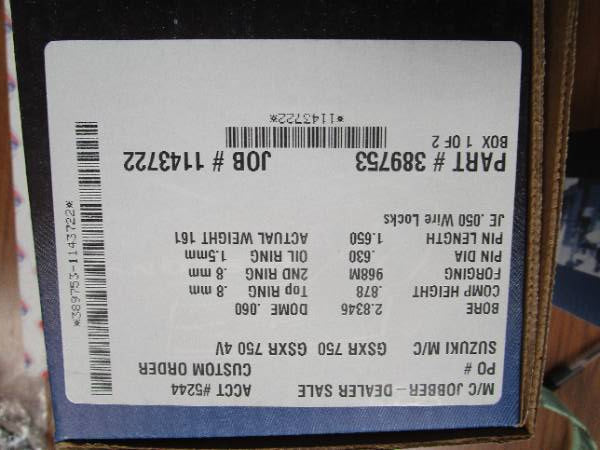 M/C JOBBER-DEALER SALE ACCT #5244
PO # CUSTOM ORDER
SUZUKI M/C GSXR 750 GSXR 750 4V
BORE 2.8346 DOME .060
COMP HEIGHT .878 Top RING .8 mm
FORGING 968M 2ND RING .8 mm
PIN DIA .630 OIL RING 1.5mm
PIN LENGTH 1.650 ACTUAL WEIGHT 161
JE .050 Wire Locks
PART # 389753 JOB # 1143722
BOX 1 OF 2
*1143722*
*389753-1143722*